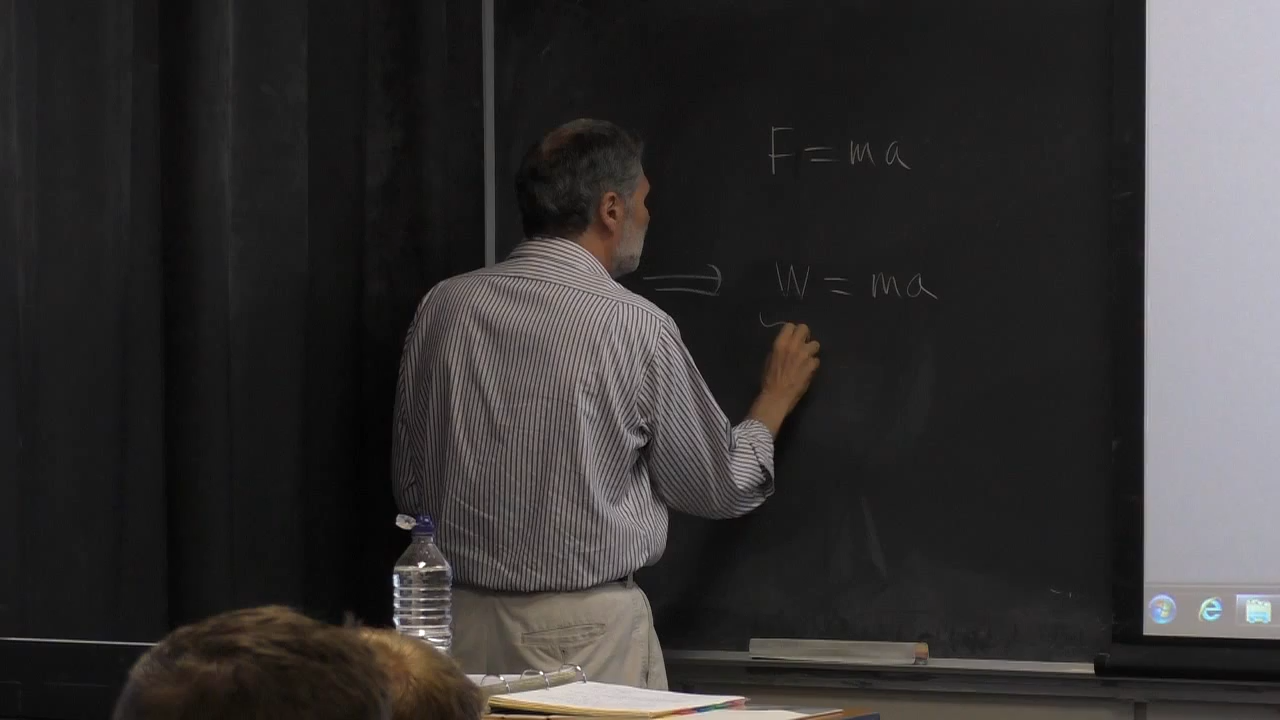 F = ma
⇒ W = ma